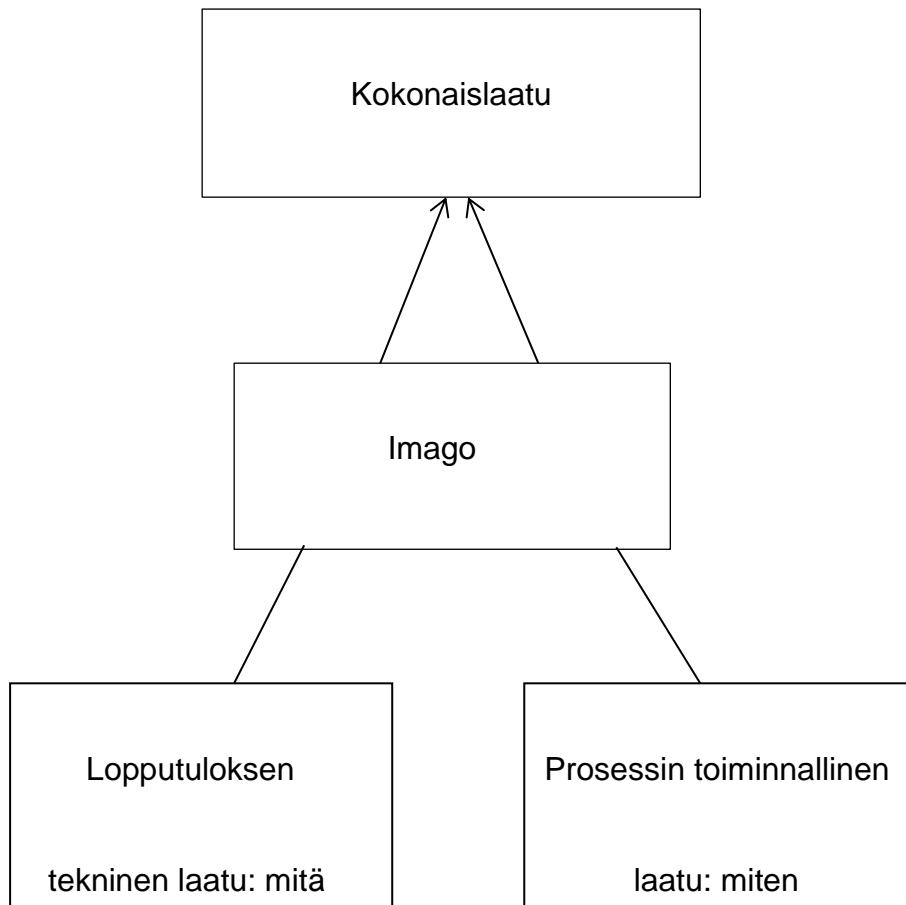 Kokonaislaatu
Imago
Lopputuloksen
tekninen laatu: mitä
Prosessin toiminnallinen
laatu: miten